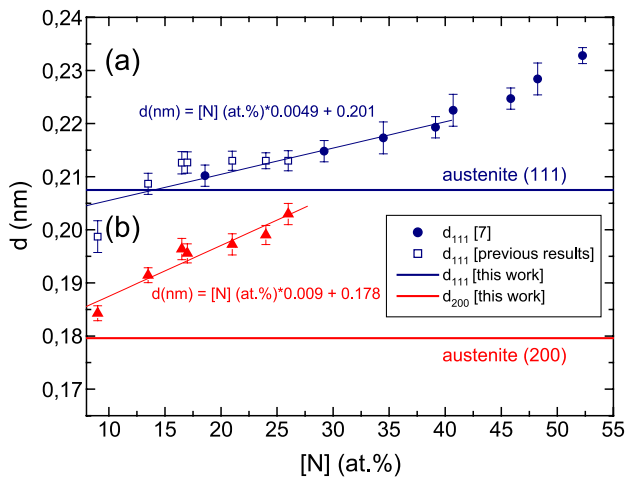 0,24
0,23
0,22
0,21
0,20
0,19
0,18
0,17
d (nm)
(a)
d(nm) = [N] (at.%)*0.0049 + 0.201
austenite (111)
(b)
d₁₁₁ [7]
d₁₁₁ [previous results]
d₁₁₁ [this work]
d₂₀₀ [this work]
d(nm) = [N] (at.%)*0.009 + 0.178
austenite (200)
10 15 20 25 30 35 40 45 50 55
[N] (at.%)